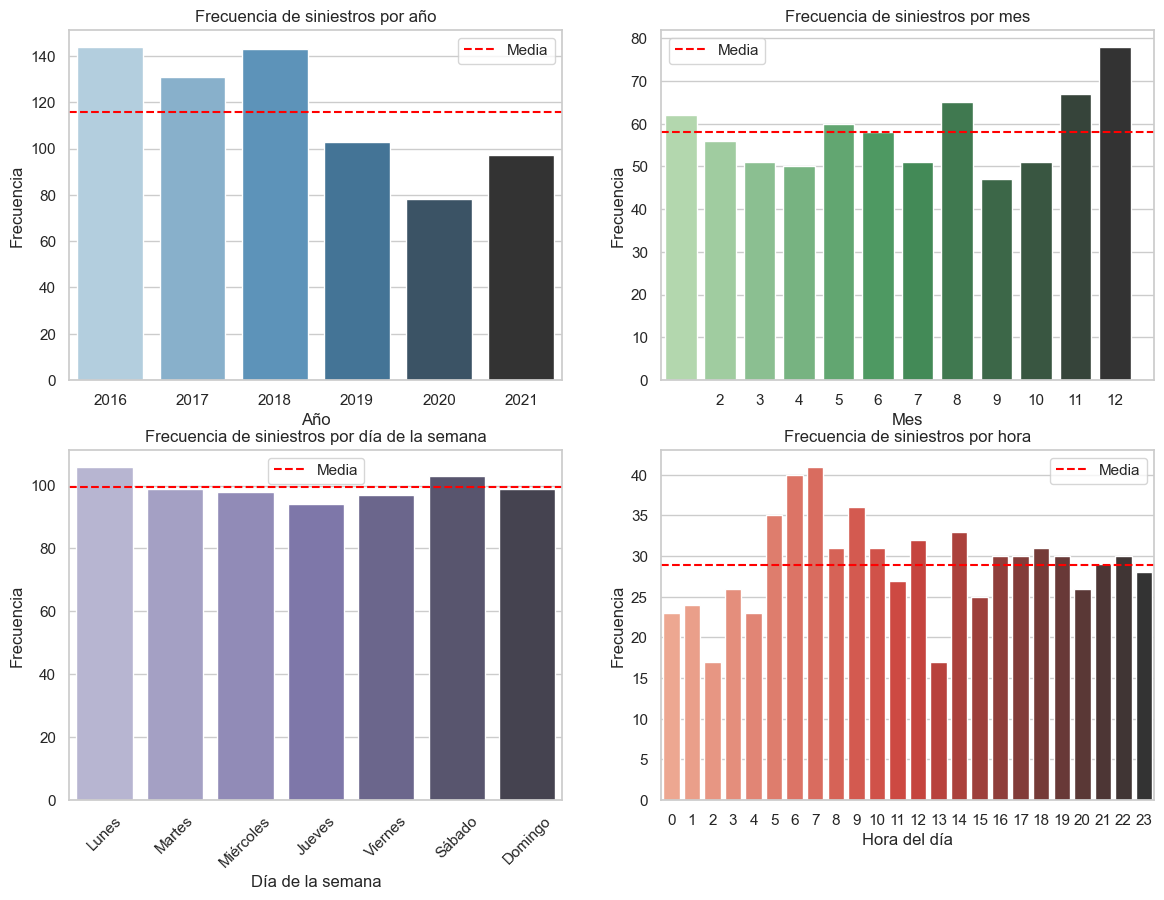 Frecuencia de siniestros por año
Media
Frecuencia
140
120
100
80
60
40
20
0
2016 2017 2018 2019 2020 2021
Año
Frecuencia de siniestros por mes
Media
Frecuencia
80
70
60
50
40
30
20
10
0
2 3 4 5 6 7 8 9 10 11 12
Mes
Frecuencia de siniestros por día de la semana
Media
Frecuencia
100
80
60
40
20
0
Lunes Martes Miércoles Jueves Viernes Sábado Domingo
Día de la semana
Frecuencia de siniestros por hora
Media
Frecuencia
40
35
30
25
20
15
10
5
0
0 1 2 3 4 5 6 7 8 9 10 11 12 13 14 15 16 17 18 19 20 21 22 23
Hora del día